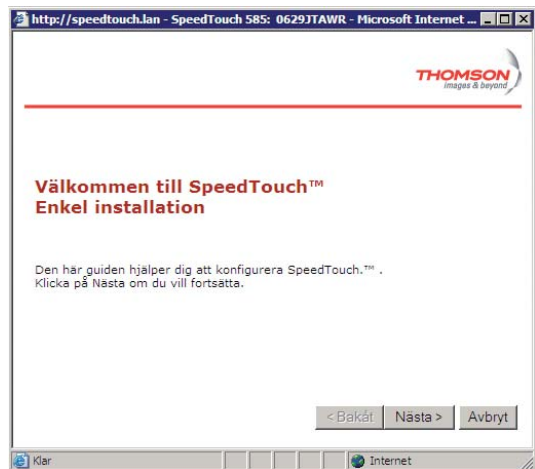 http://speedtouch.lan - SpeedTouch 585: 0629JTAWR - Microsoft Internet ...
THOMSON
images & beyond
Välkommen till SpeedTouch™
Enkel installation
Den här guiden hjälper dig att konfigurera SpeedTouch.™ .
Klicka på Nästa om du vill fortsätta.
< Bakåt Nästa > Avbryt
Klar Internet